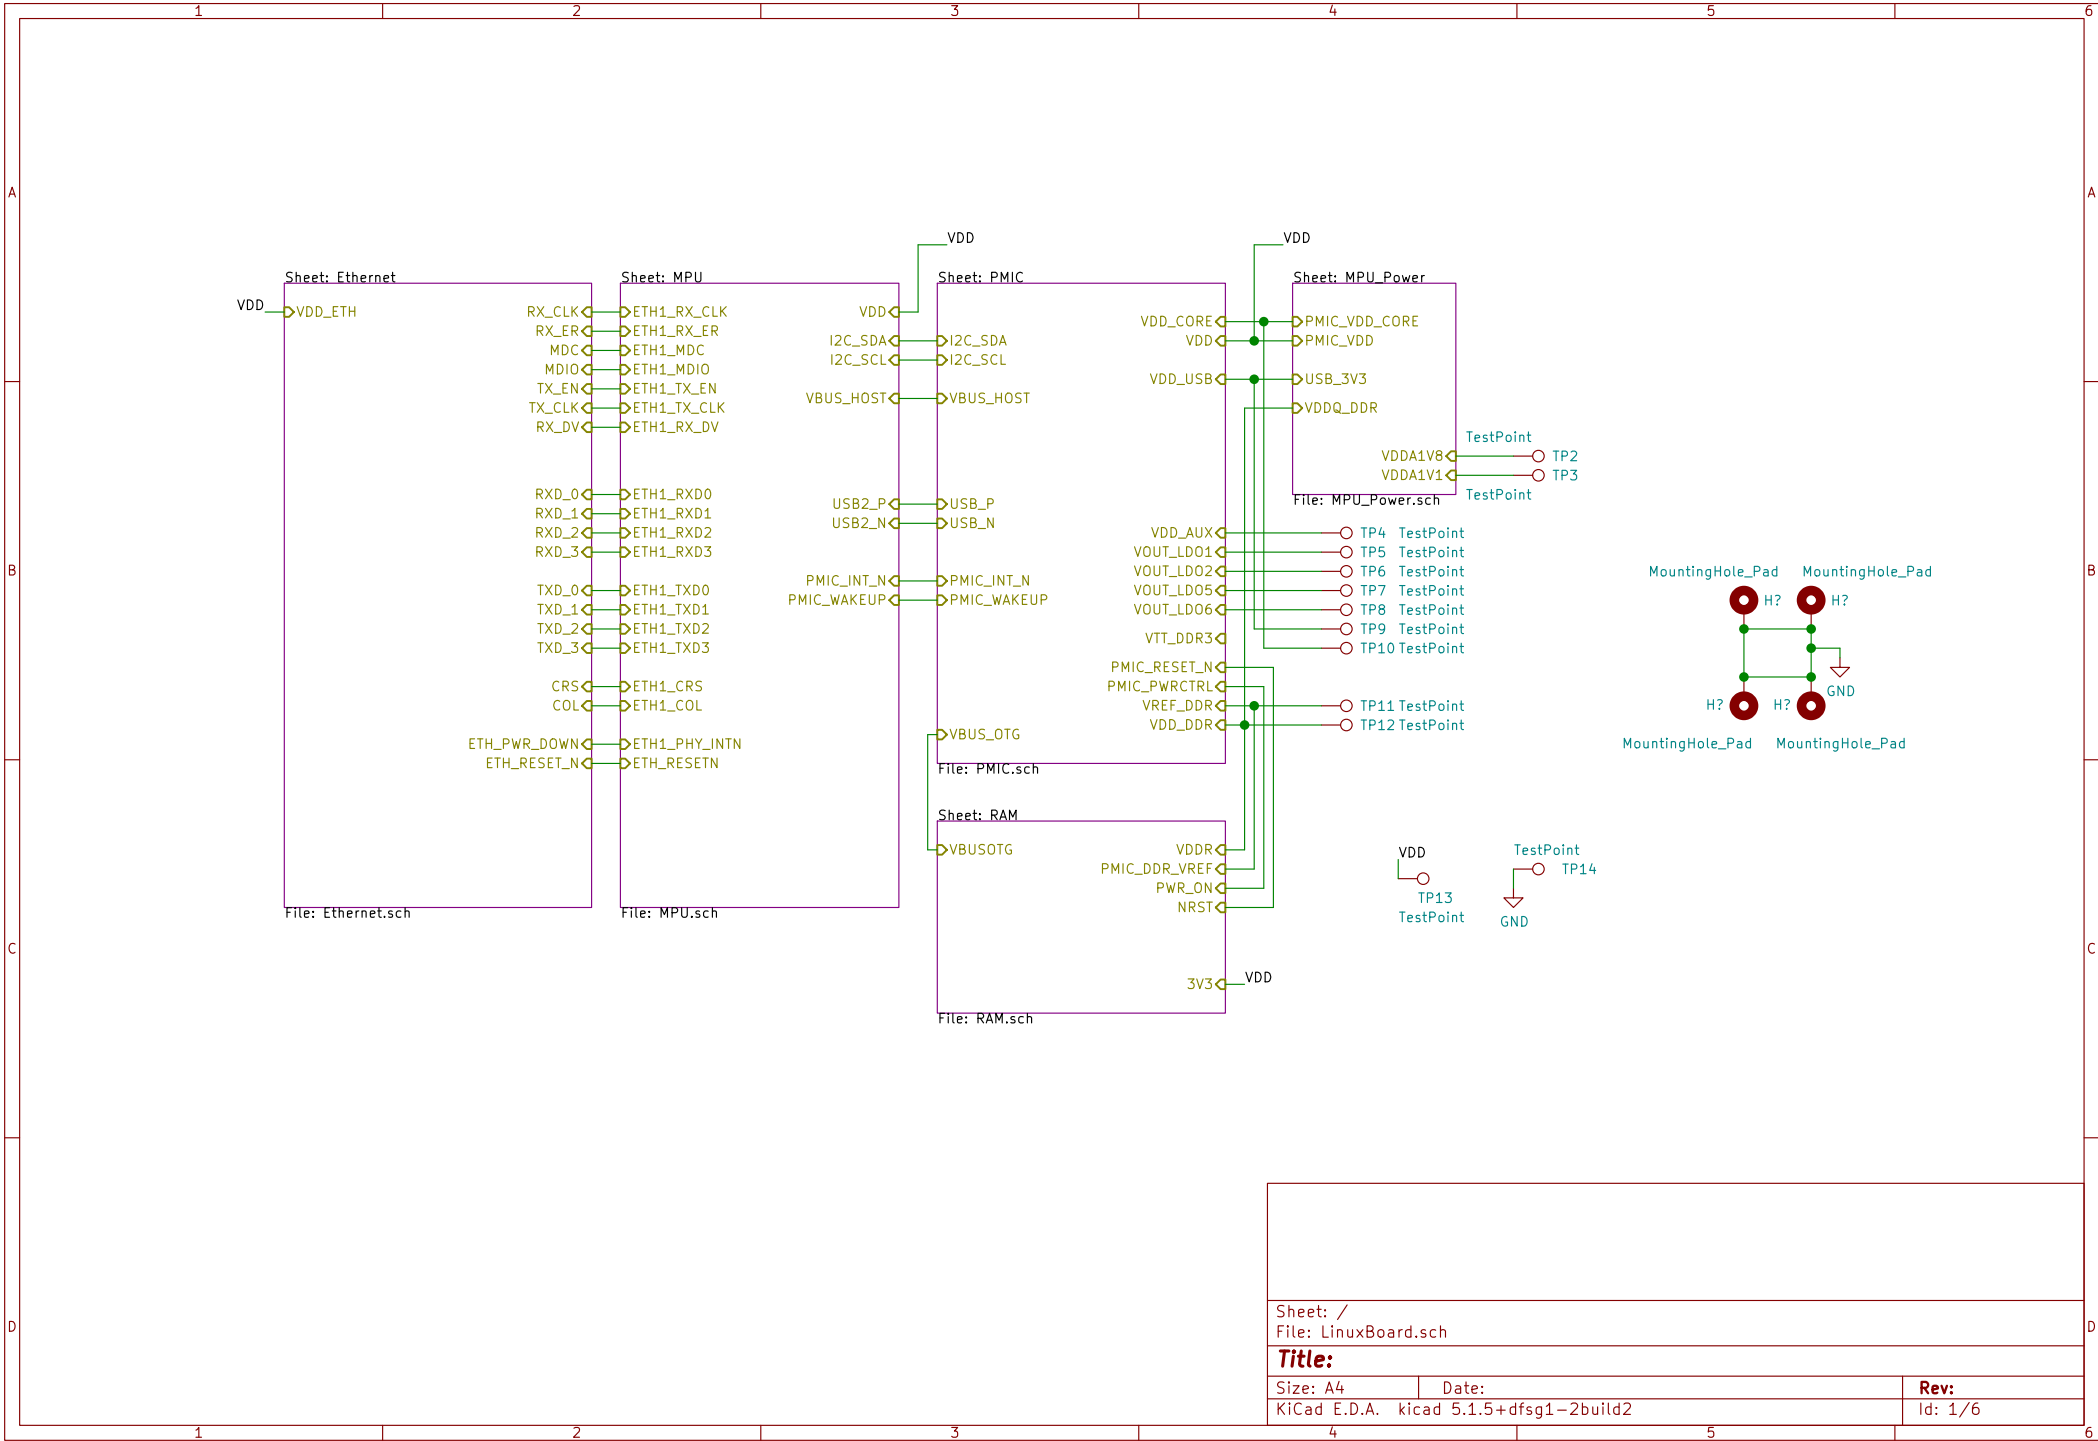 1 2 3 4 5 6
A A
B B
C C
D D
VDD
VDD
Sheet: Ethernet
VDD
VDD_ETH
RX_CLK
RX_ER
MDC
MDIO
TX_EN
TX_CLK
RX_DV
RXD_0
RXD_1
RXD_2
RXD_3
TXD_0
TXD_1
TXD_2
TXD_3
CRS
COL
ETH_PWR_DOWN
ETH_RESET_N
File: Ethernet.sch
Sheet: MPU
ETH1_RX_CLK
ETH1_RX_ER
ETH1_MDC
ETH1_MDIO
ETH1_TX_EN
ETH1_TX_CLK
ETH1_RX_DV
ETH1_RXD0
ETH1_RXD1
ETH1_RXD2
ETH1_RXD3
ETH1_TXD0
ETH1_TXD1
ETH1_TXD2
ETH1_TXD3
ETH1_CRS
ETH1_COL
ETH1_PHY_INTN
ETH_RESETN
VDD
I2C_SDA
I2C_SCL
VBUS_HOST
USB2_P
USB2_N
PMIC_INT_N
PMIC_WAKEUP
File: MPU.sch
Sheet: PMIC
I2C_SDA
I2C_SCL
VBUS_HOST
USB_P
USB_N
PMIC_INT_N
PMIC_WAKEUP
VBUS_OTG
VDD_CORE
VDD
VDD_USB
VDD_AUX
VOUT_LDO1
VOUT_LDO2
VOUT_LDO5
VOUT_LDO6
VTT_DDR3
PMIC_RESET_N
PMIC_PWRCTRL
VREF_DDR
VDD_DDR
File: PMIC.sch
Sheet: MPU_Power
PMIC_VDD_CORE
PMIC_VDD
USB_3V3
VDDQ_DDR
VDDA1V8
VDDA1V1
File: MPU_Power.sch
TestPoint
TP2
TP3
TestPoint
TP4 TestPoint
TP5 TestPoint
TP6 TestPoint
TP7 TestPoint
TP8 TestPoint
TP9 TestPoint
TP10 TestPoint
TP11 TestPoint
TP12 TestPoint
MountingHole_Pad MountingHole_Pad
H? H?
GND
H? H?
MountingHole_Pad MountingHole_Pad
Sheet: RAM
VBUSOTG
VDDR
PMIC_DDR_VREF
PWR_ON
NRST
3V3
VDD
File: RAM.sch
VDD
TP13
TestPoint
TestPoint
TP14
GND
Sheet: /
File: LinuxBoard.sch
Title:
Size: A4 Date: Rev:
KiCad E.D.A. kicad 5.1.5+dfsg1-2build2 Id: 1/6
1 2 3 4 5 6